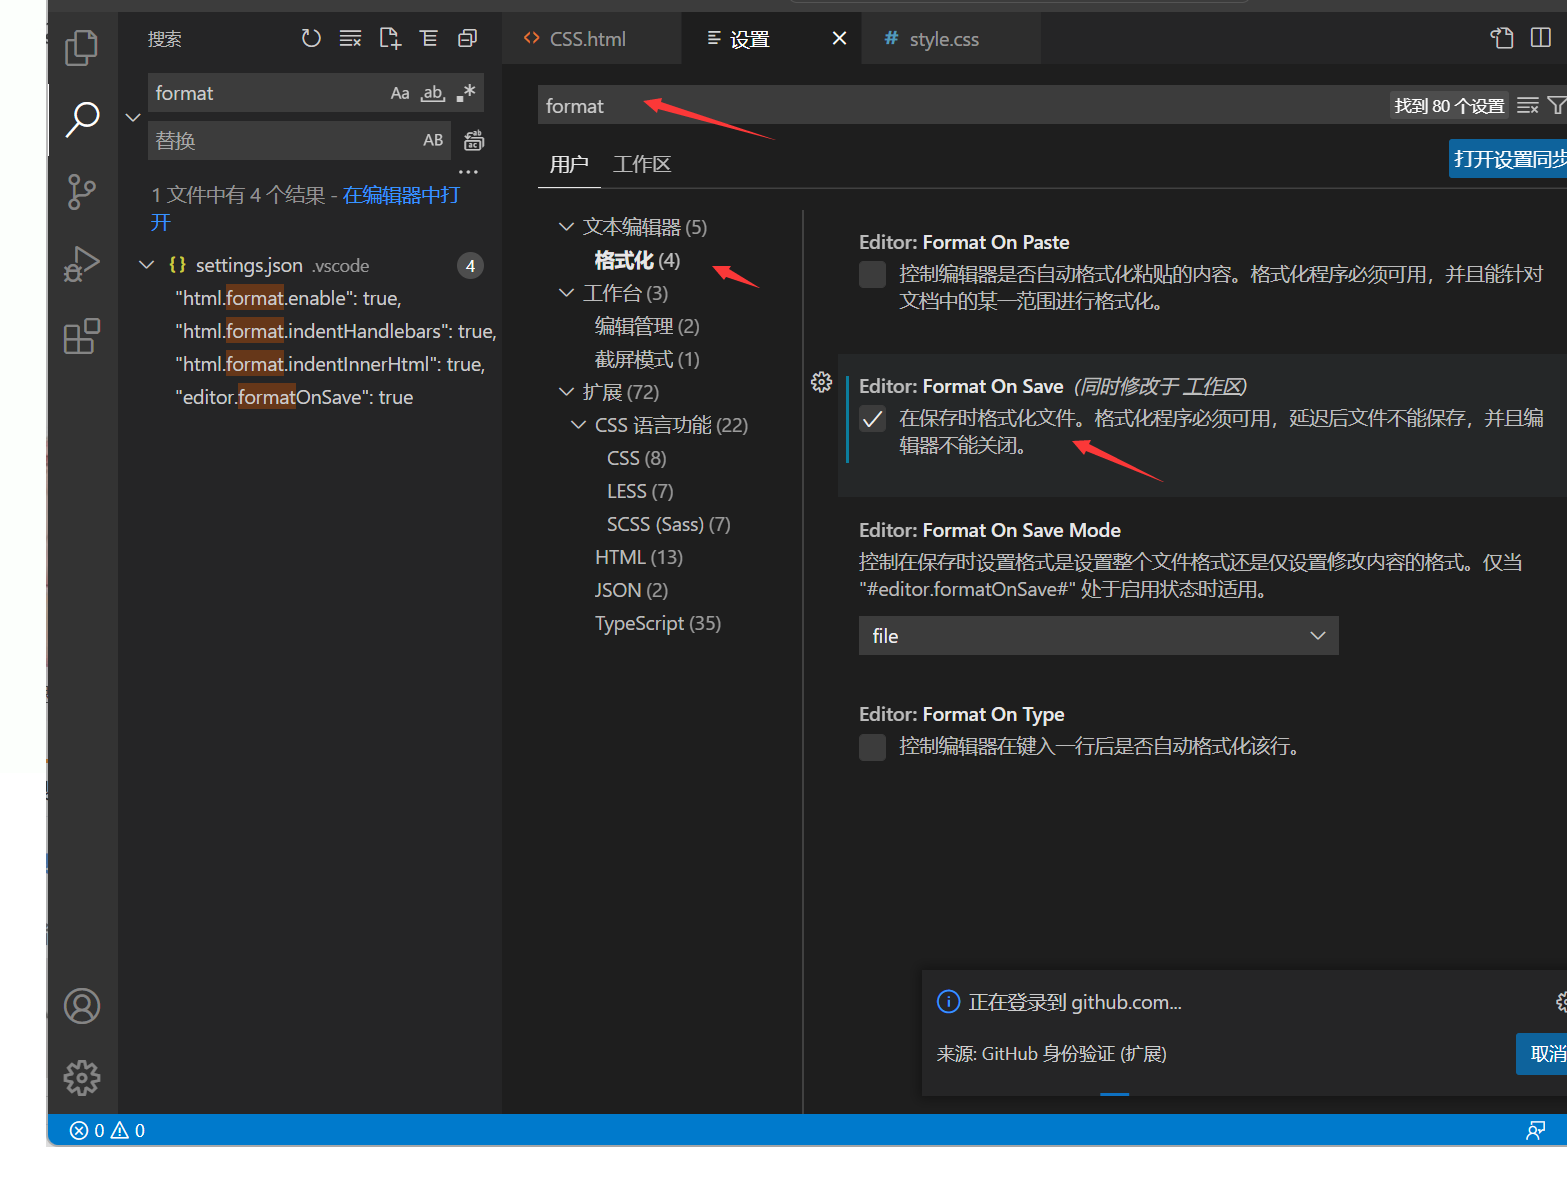 搜索
format
Aa ab, .*
替换
AB
1 文件中有 4 个结果 - 在编辑器中打
开
settings.json .vscode 4
"html.format.enable": true,
"html.format.indentHandlebars": true,
"html.format.indentInnerHtml": true,
"editor.formatOnSave": true
CSS.html
设置
style.css
format
找到 80 个设置
用户 工作区
打开设置同步
文本编辑器 (5)
格式化 (4)
工作台 (3)
编辑管理 (2)
截屏模式 (1)
扩展 (72)
CSS 语言功能 (22)
CSS (8)
LESS (7)
SCSS (Sass) (7)
HTML (13)
JSON (2)
TypeScript (35)
Editor: Format On Paste
控制编辑器是否自动格式化粘贴的内容。格式化程序必须可用，并且能针对
文档中的某一范围进行格式化。
Editor: Format On Save (同时修改于 工作区)
在保存时格式化文件。格式化程序必须可用，延迟后文件不能保存，并且编
辑器不能关闭。
Editor: Format On Save Mode
控制在保存时设置格式是设置整个文件格式还是仅设置修改内容的格式。仅当
"#editor.formatOnSave#" 处于启用状态时适用。
file
Editor: Format On Type
控制编辑器在键入一行后是否自动格式化该行。
正在登录到 github.com...
来源: GitHub 身份验证 (扩展)
取消
0 0